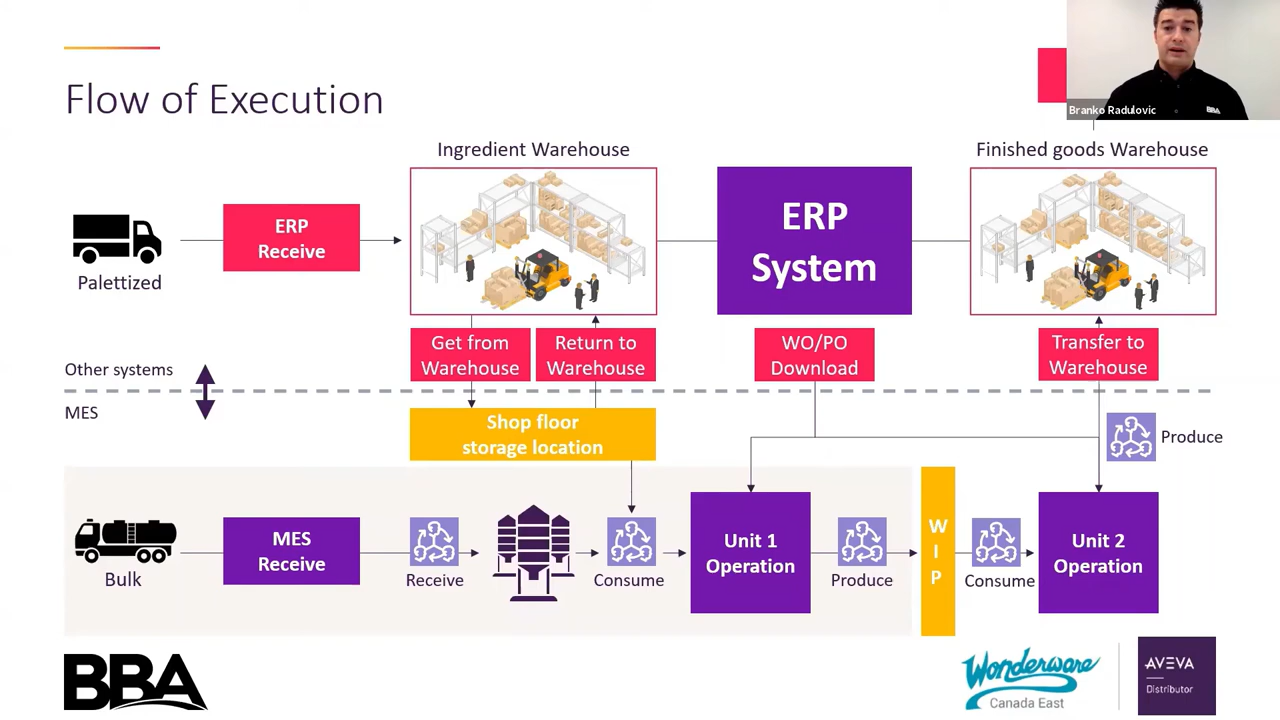 Flow of Execution
Branko Radulovic
BBA
Ingredient Warehouse
Finished goods Warehouse
Palettized
ERP
Receive
ERP
System
Get from
Warehouse
Return to
Warehouse
WO/PO
Download
Transfer to
Warehouse
Other systems
MES
Shop floor
storage location
Produce
Bulk
MES
Receive
Receive
Consume
Unit 1
Operation
Produce
W
I
P
Consume
Unit 2
Operation
BBA
Wonderware
Canada East
AVEVA
Distributor